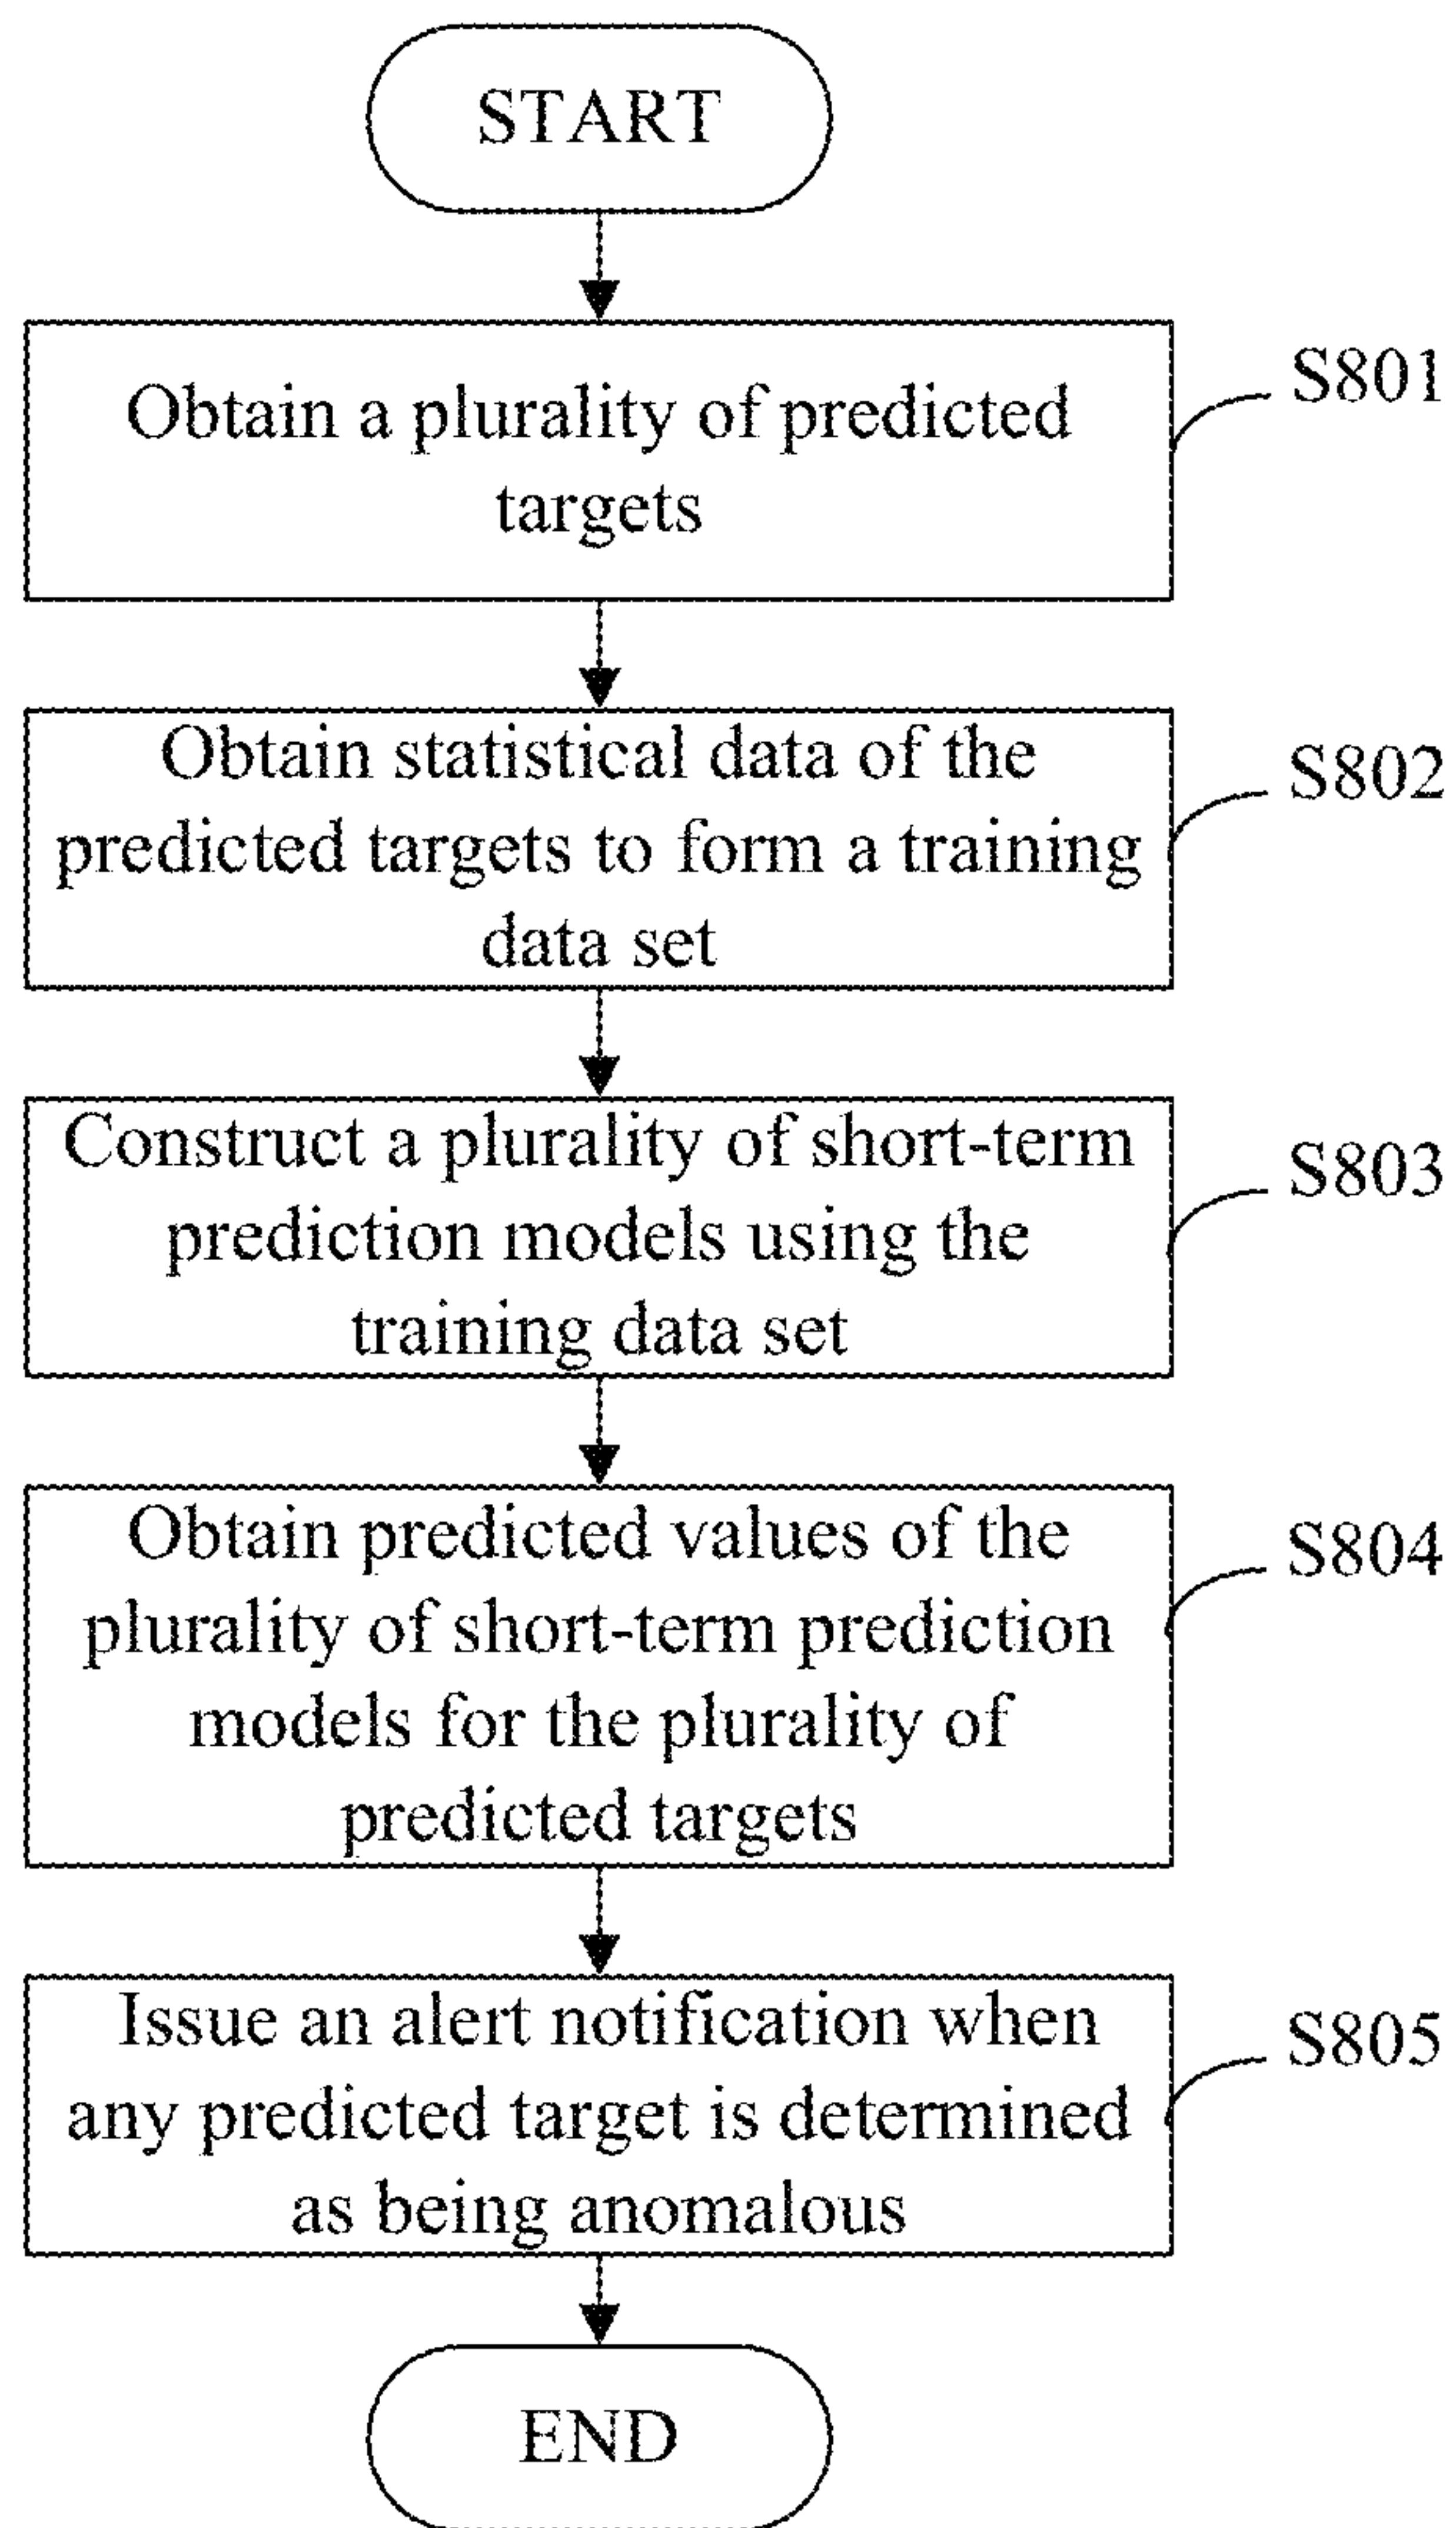 START
Obtain a plurality of predicted
targets
S801
Obtain statistical data of the
predicted targets to form a training
data set
S802
Construct a plurality of short-term
prediction models using the
training data set
S803
Obtain predicted values of the
plurality of short-term prediction
models for the plurality of
predicted targets
S804
Issue an alert notification when
any predicted target is determined
as being anomalous
S805
END